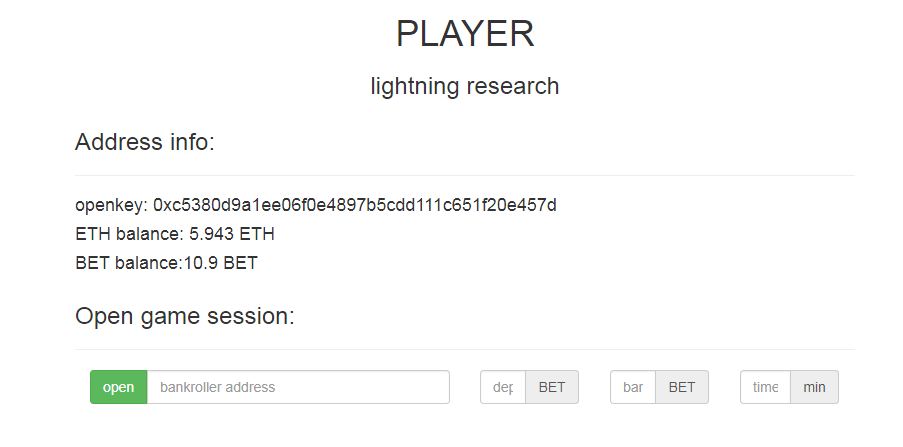 PLAYER
lightning research
Address info:
openkey: 0xc5380d9a1ee06f0e4897b5cdd111c651f20e457d
ETH balance: 5.943 ETH
BET balance:10.9 BET
Open game session:
open bankroller address dep BET bar BET time min